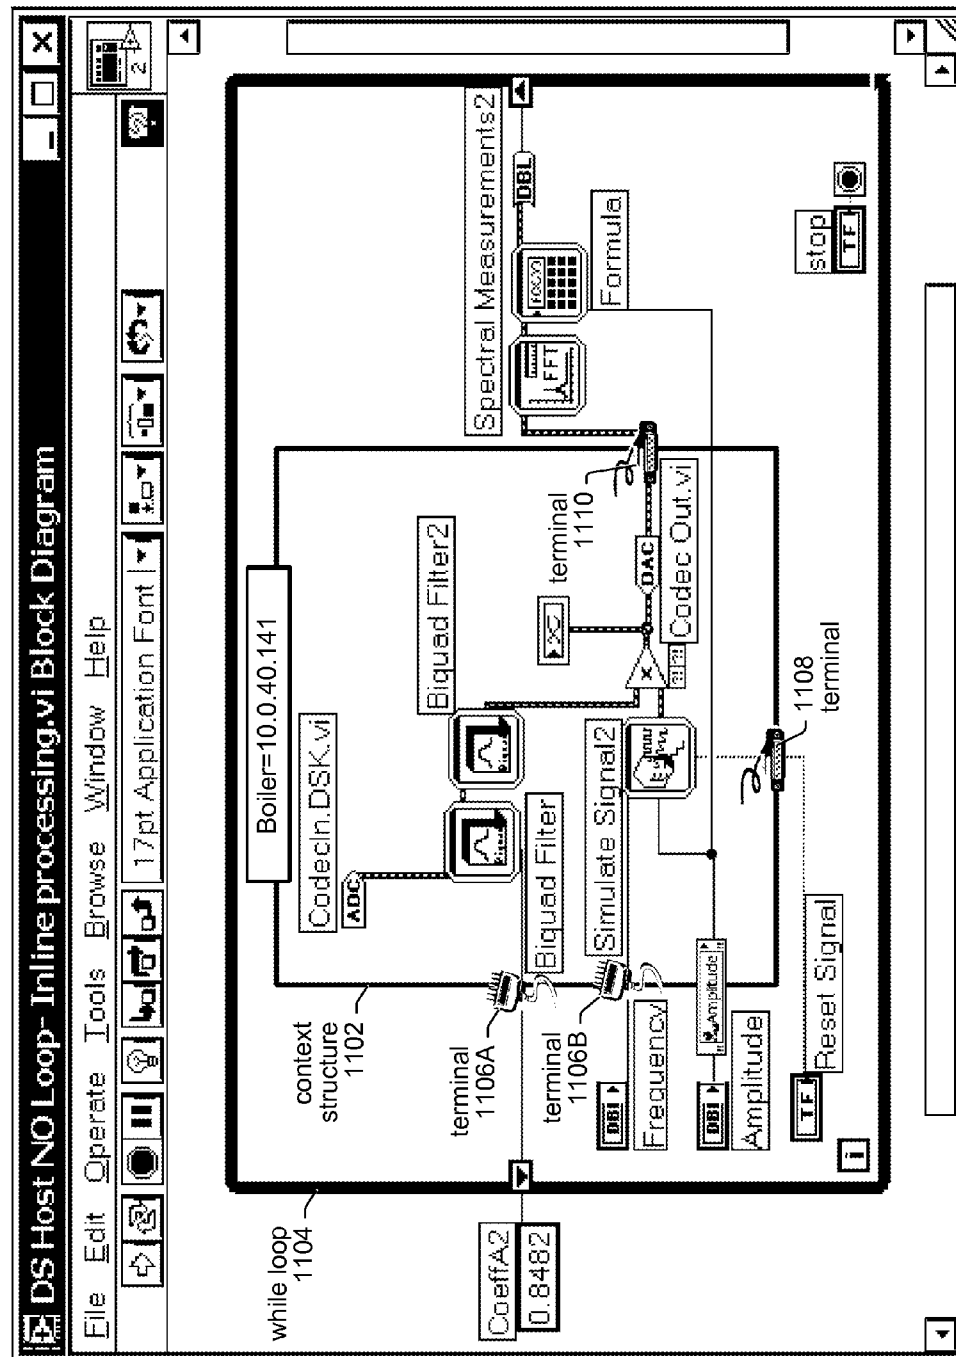 DS Host NO Loop- Inline processing.vi Block Diagram
File Edit Operate Tools Browse Window Help
17pt Application Font
2
while loop
1104
CoeffA2
0.8482
context
structure
1102
Boiler=10.0.40.141
CodecIn.DSK.vi
ADC
Biquad Filter2
Biquad Filter
terminal
1106A
terminal
1106B
Simulate Signal2
DBL
Frequency
DBL
Amplitude
Amplitude
TF
Reset Signal
i
1108
terminal
x
DAC
Codec Out.vi
terminal
1110
Spectral Measurements2
FFT
Formula
DBL
stop
TF